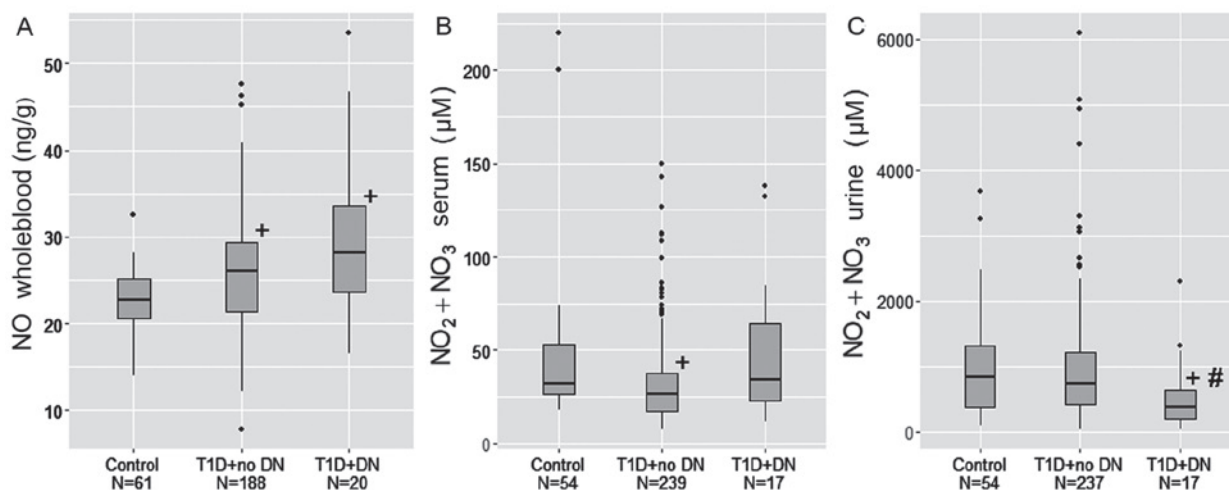 A
NO wholeblood (ng/g)
50
40
30
20
10
+
+
Control
N=61
T1D+no DN
N=188
T1D+DN
N=20
B
NO₂+NO₃ serum (µM)
200
150
100
50
0
+
Control
N=54
T1D+no DN
N=239
T1D+DN
N=17
C
NO₂+NO₃ urine (µM)
6000
4000
2000
0
+ #
Control
N=54
T1D+no DN
N=237
T1D+DN
N=17